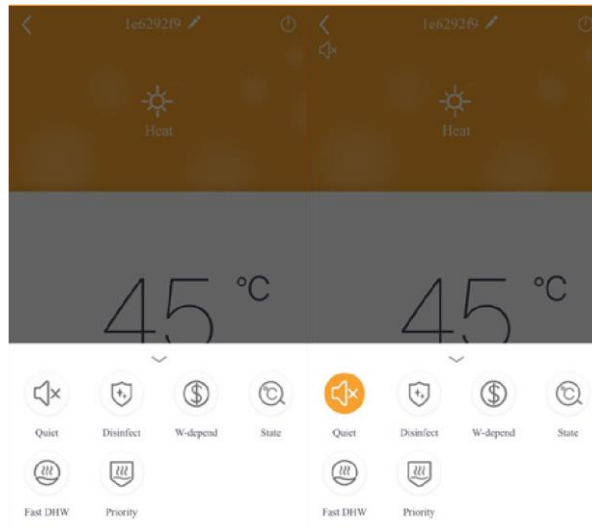 1e6292f9
Heat
45 °C
Quiet
Disinfect
W-depend
State
Fast DHW
Priority
1e6292f9
Heat
45 °C
Quiet
Disinfect
W-depend
State
Fast DHW
Priority